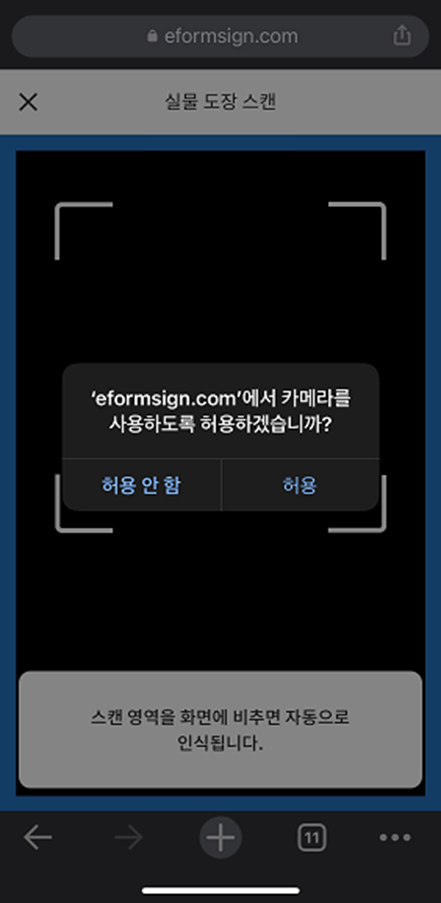 eformsign.com
실물 도장 스캔
‘eformsign.com’에서 카메라를
사용하도록 허용하겠습니까?
허용 안 함
허용
스캔 영역을 화면에 비추면 자동으로
인식됩니다.
11